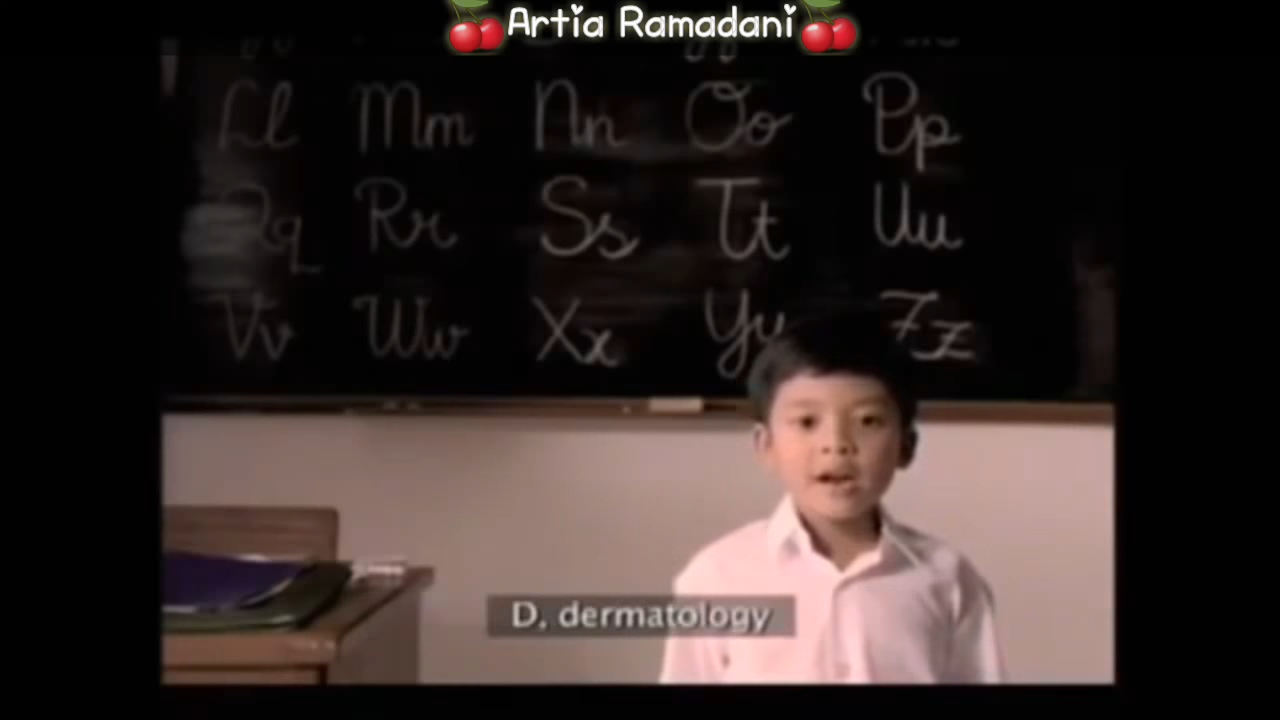 Artia Ramadani
Ll Mm Nn Oo Pp
Qq Rr Ss Tt Uu
Vv Ww Xx Yy Zz
D, dermatology